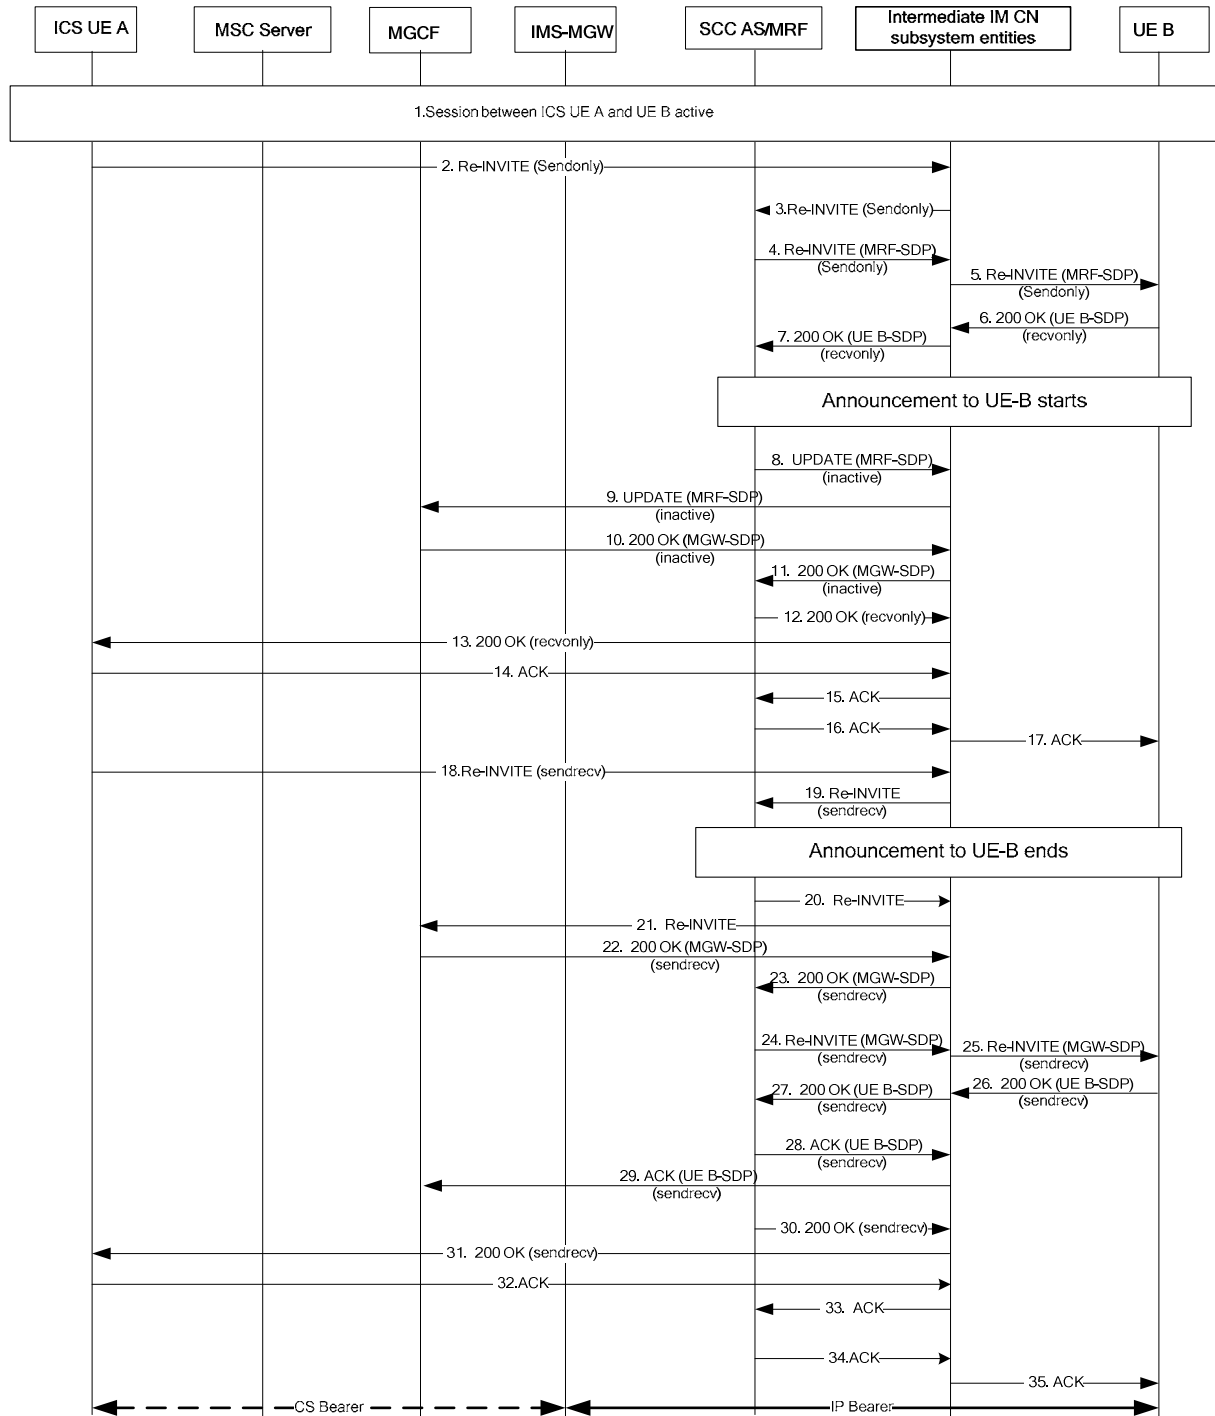 ICS UE A
MSC Server
MGCF
IMS-MGW
SCC AS/MRF
Intermediate IM CN
subsystem entities
UE B
1.Session between ICS UE A and UE B active
2. Re-INVITE (Sendonly)
3.Re-INVITE (Sendonly)
4. Re-INVITE (MRF-SDP)
(Sendonly)
5. Re-INVITE (MRF-SDP)
(Sendonly)
6. 200 OK (UE B-SDP)
(recvonly)
7. 200 OK (UE B-SDP)
(recvonly)
Announcement to UE-B starts
8. UPDATE (MRF-SDP)
(inactive)
9. UPDATE (MRF-SDP)
(inactive)
10. 200 OK (MGW-SDP)
(inactive)
11. 200 OK (MGW-SDP)
(inactive)
12. 200 OK (recvonly)
13. 200 OK (recvonly)
14. ACK
15. ACK
16. ACK
17. ACK
18.Re-INVITE (sendrecv)
19. Re-INVITE
(sendrecv)
Announcement to UE-B ends
20. Re-INVITE
21. Re-INVITE
22. 200 OK (MGW-SDP)
(sendrecv)
23. 200 OK (MGW-SDP)
(sendrecv)
24. Re-INVITE (MGW-SDP)
(sendrecv)
25. Re-INVITE (MGW-SDP)
(sendrecv)
26. 200 OK (UE B-SDP)
(sendrecv)
27. 200 OK (UE B-SDP)
(sendrecv)
28. ACK (UE B-SDP)
(sendrecv)
29. ACK (UE B-SDP)
(sendrecv)
30. 200 OK (sendrecv)
31. 200 OK (sendrecv)
32.ACK
33. ACK
34.ACK
35. ACK
CS Bearer
IP Bearer